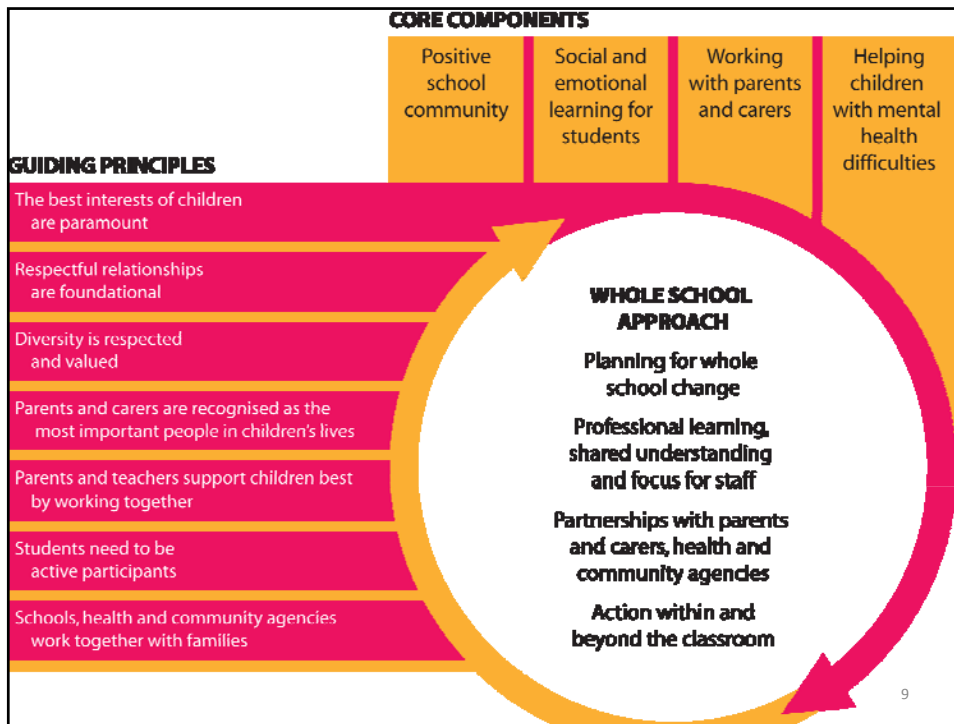 CORE COMPONENTS
Positive
school
community
Social and
emotional
learning for
students
Working
with parents
and carers
Helping
children
with mental
health
difficulties
GUIDING PRINCIPLES
The best interests of children
are paramount
Respectful relationships
are foundational
Diversity is respected
and valued
Parents and carers are recognised as the
most important people in children's lives
Parents and teachers support children best
by working together
Students need to be
active participants
Schools, health and community agencies
work together with families
WHOLE SCHOOL
APPROACH
Planning for whole
school change
Professional learning,
shared understanding
and focus for staff
Partnerships with parents
and carers, health and
community agencies
Action within and
beyond the classroom
9